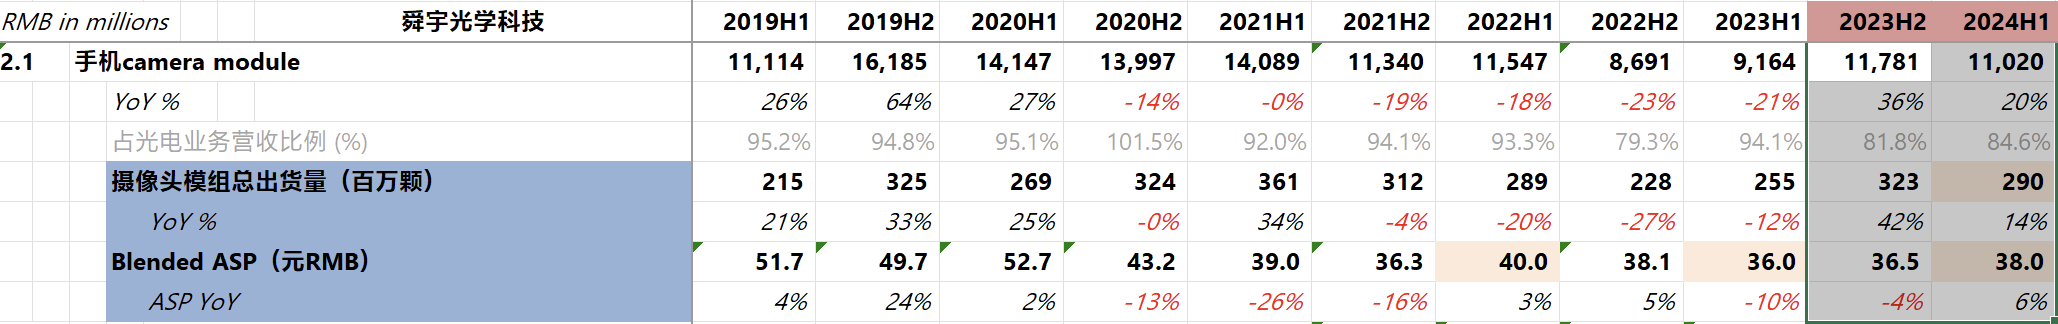 RMB in millions 舜宇光学科技 2019H1 2019H2 2020H1 2020H2 2021H1 2021H2 2022H1 2022H2 2023H1 2023H2 2024H1
2.1 手机camera module 11,114 16,185 14,147 13,997 14,089 11,340 11,547 8,691 9,164 11,781 11,020
YoY % 26% 64% 27% -14% -0% -19% -18% -23% -21% 36% 20%
占光电业务营收比例 (%) 95.2% 94.8% 95.1% 101.5% 92.0% 94.1% 93.3% 79.3% 94.1% 81.8% 84.6%
摄像头模组总出货量（百万颗） 215 325 269 324 361 312 289 228 255 323 290
YoY % 21% 33% 25% -0% 34% -4% -20% -27% -12% 42% 14%
Blended ASP（元RMB） 51.7 49.7 52.7 43.2 39.0 36.3 40.0 38.1 36.0 36.5 38.0
ASP YoY 4% 24% 2% -13% -26% -16% 3% 5% -10% -4% 6%